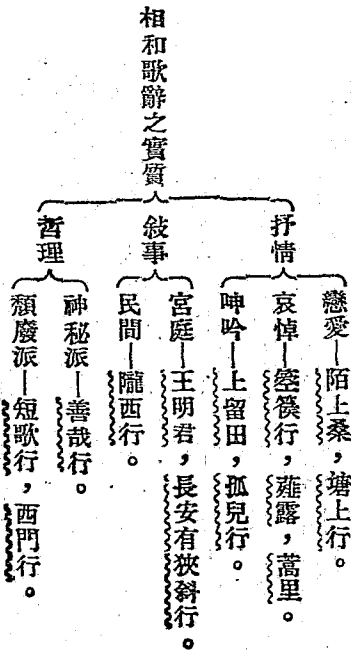 相和歌辭之實質
抒情
戀愛—陌上桑，塘上行。
哀悼—箜篌行，薤露，蒿里。
呻吟—上留田，孤兒行。
敍事
宮庭—王明君，長安有狹斜行。
民間—隴西行。
哲理
神秘派—善哉行。
頹廢派—短歌行，西門行。